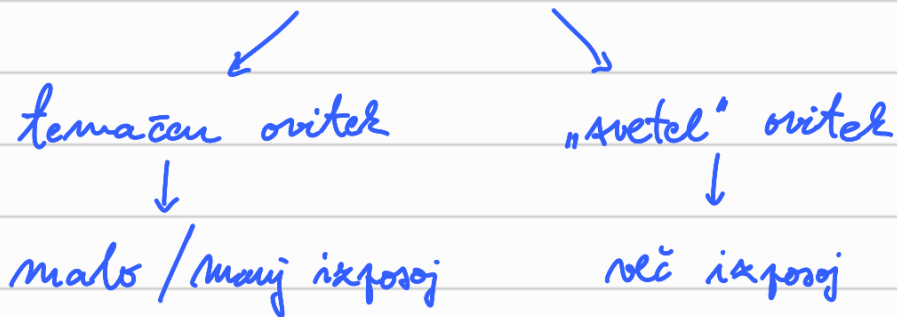 temačen ovitek „svetel“ ovitek
malo / manj izposoj več izposoj